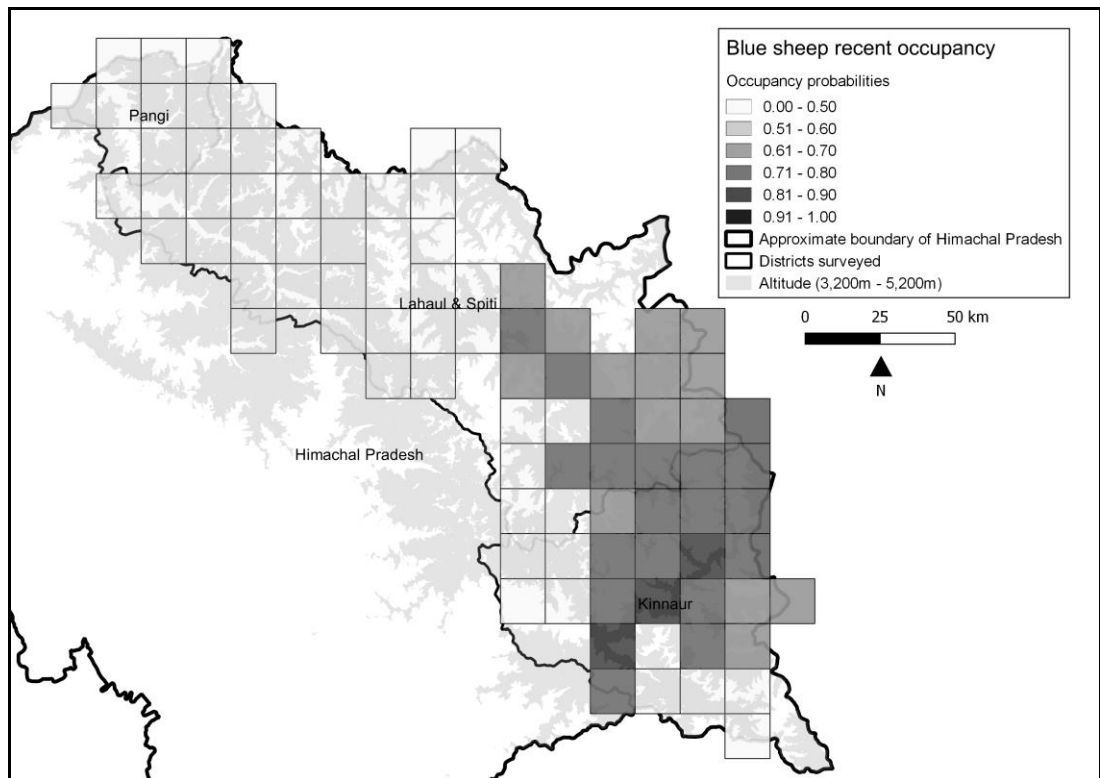 Blue sheep recent occupancy
Occupancy probabilities
0.00 - 0.50
0.51 - 0.60
0.61 - 0.70
0.71 - 0.80
0.81 - 0.90
0.91 - 1.00
Approximate boundary of Himachal Pradesh
Districts surveyed
Altitude (3,200m - 5,200m)
0 25 50 km
N
Pangi
Lahaul & Spiti
Himachal Pradesh
Kinnaur